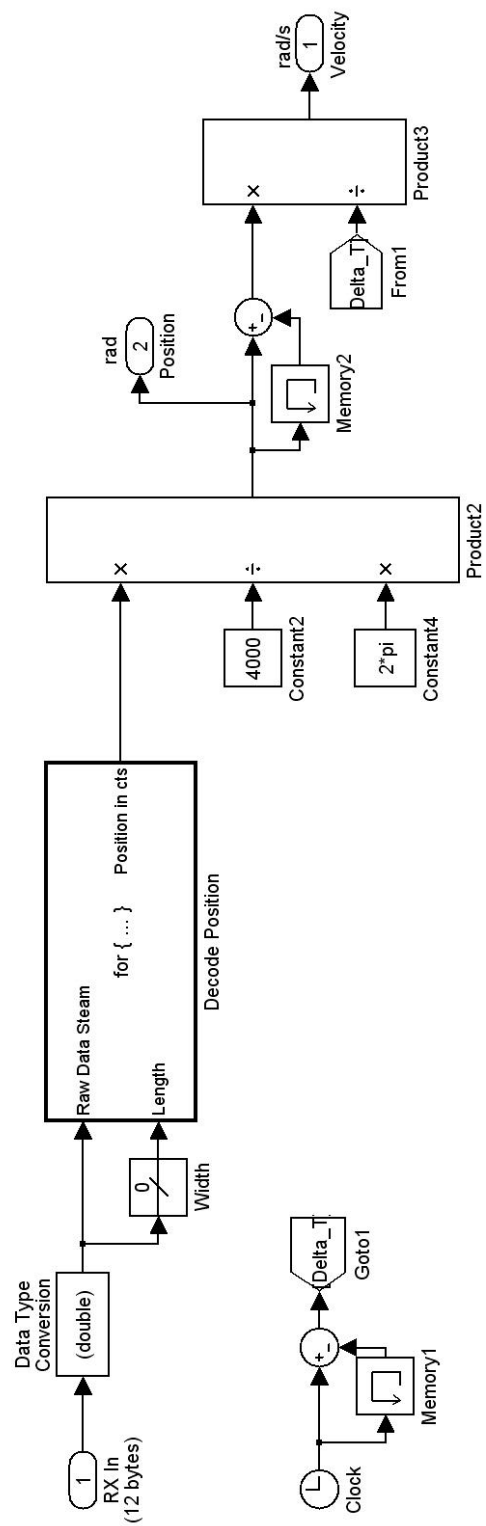 1
RX In
(12 bytes)
Data Type
Conversion
(double)
0
Width
Raw Data Steam
Length
for { ... }
Position in cts
Decode Position
4000
Constant2
2*pi
Constant4
×
÷
×
Product2
rad
2
Position
+
−
Memory2
Delta_T
From1
×
÷
Product3
rad/s
1
Velocity
Clock
+
−
Memory1
[Delta_T
Goto1